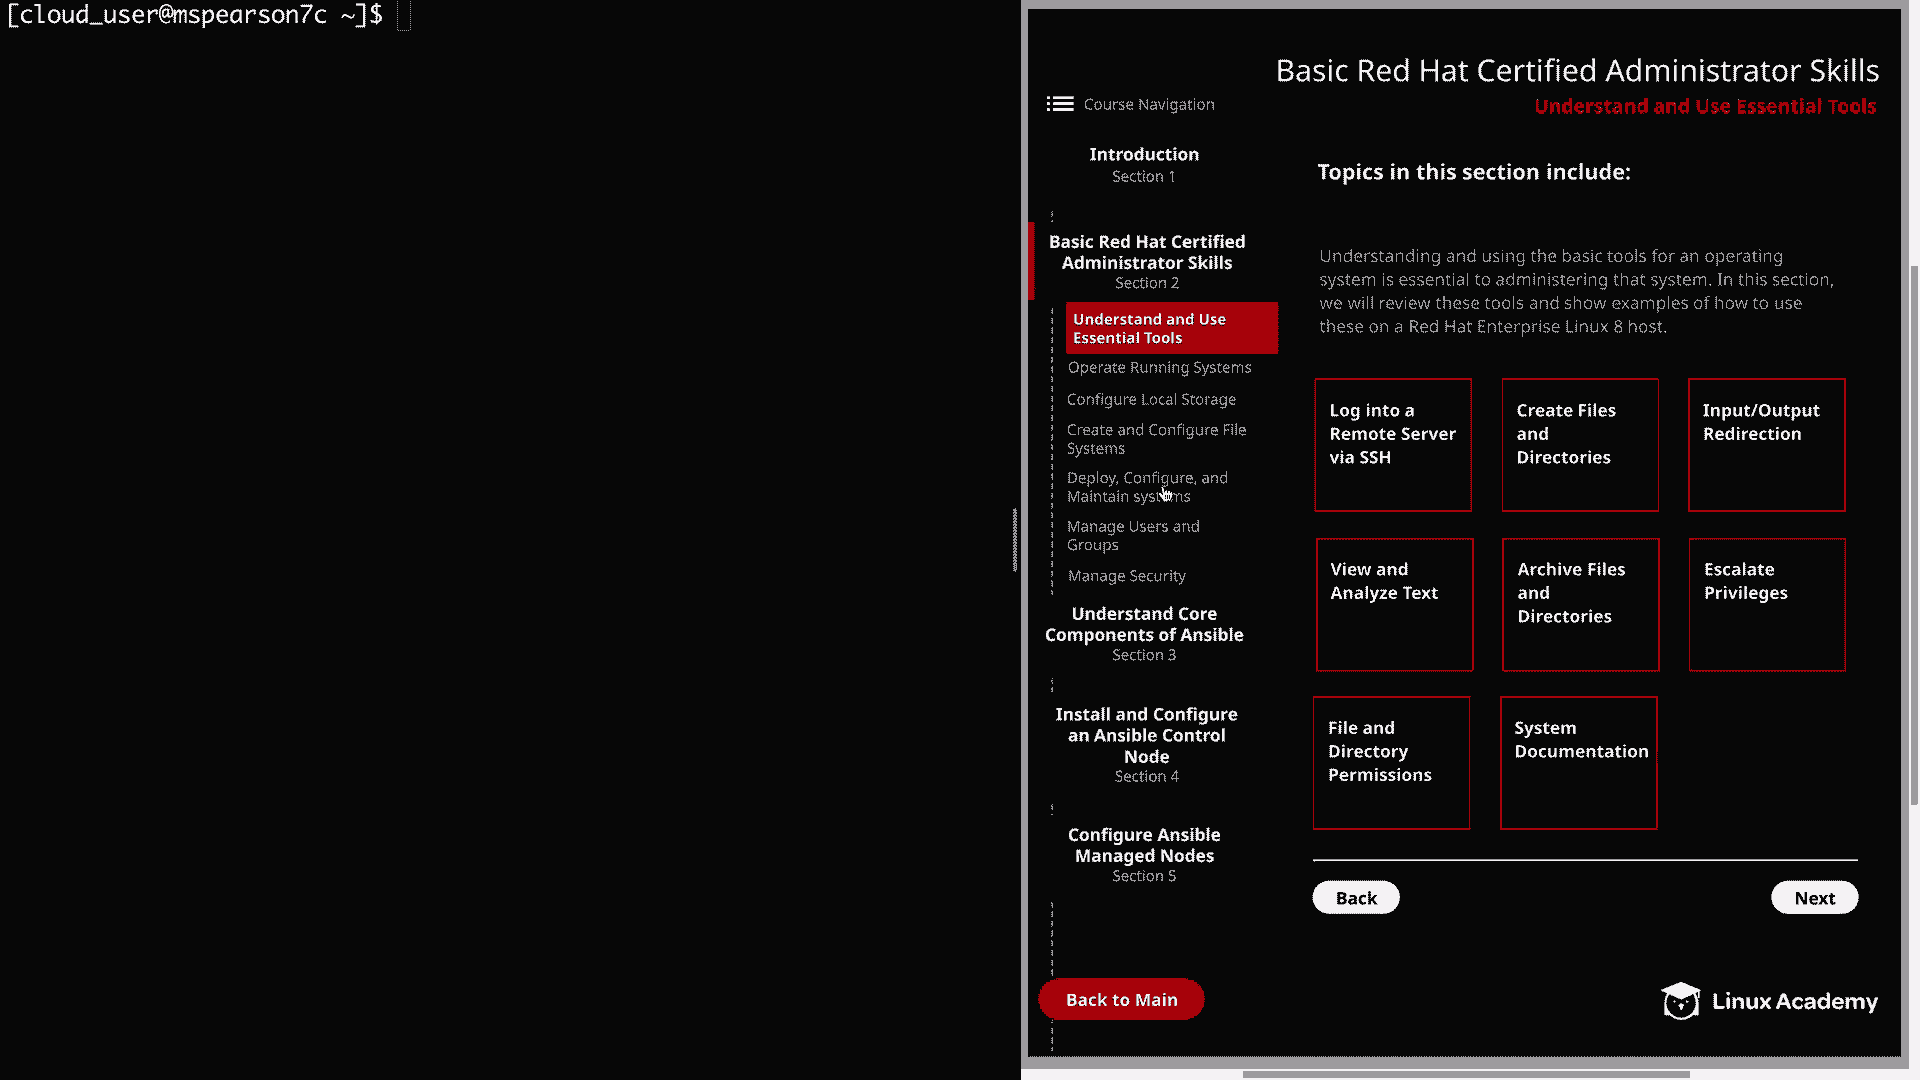 [cloud_user@mspearson7c ~]$
Basic Red Hat Certified Administrator Skills
Understand and Use Essential Tools
Course Navigation
Introduction
Section 1
Basic Red Hat Certified
Administrator Skills
Section 2
Understand and Use
Essential Tools
Operate Running Systems
Configure Local Storage
Create and Configure File
Systems
Deploy, Configure, and
Maintain systems
Manage Users and
Groups
Manage Security
Understand Core
Components of Ansible
Section 3
Install and Configure
an Ansible Control
Node
Section 4
Configure Ansible
Managed Nodes
Section 5
Back to Main
Topics in this section include:
Understanding and using the basic tools for an operating
system is essential to administering that system. In this section,
we will review these tools and show examples of how to use
these on a Red Hat Enterprise Linux 8 host.
Log into a
Remote Server
via SSH
Create Files
and
Directories
Input/Output
Redirection
View and
Analyze Text
Archive Files
and
Directories
Escalate
Privileges
File and
Directory
Permissions
System
Documentation
Back
Next
Linux Academy